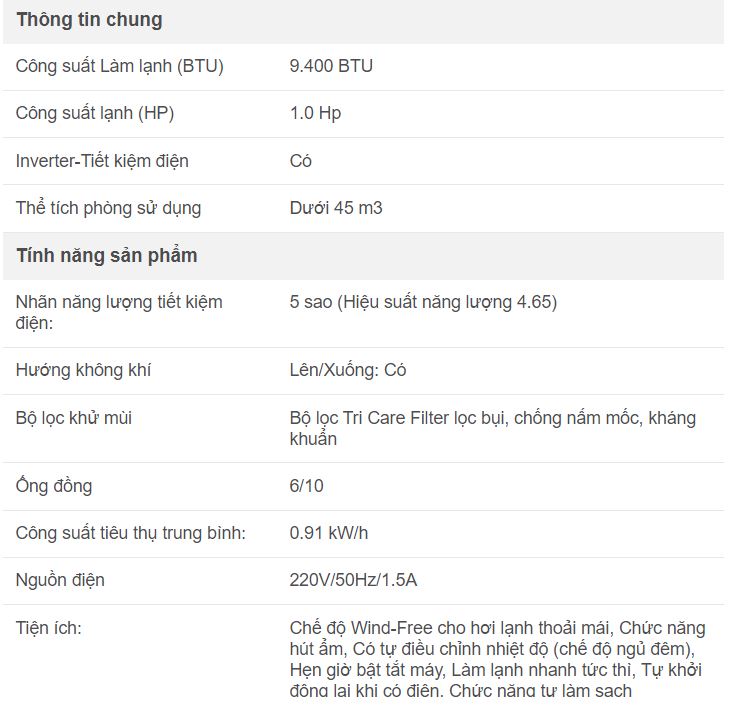 Thông tin chung
Công suất Làm lạnh (BTU) 9.400 BTU
Công suất lạnh (HP) 1.0 Hp
Inverter-Tiết kiệm điện Có
Thể tích phòng sử dụng Dưới 45 m3
Tính năng sản phẩm
Nhãn năng lượng tiết kiệm 5 sao (Hiệu suất năng lượng 4.65)
điện:
Hướng không khí Lên/Xuống: Có
Bộ lọc khử mùi Bộ lọc Tri Care Filter lọc bụi, chống nấm mốc, kháng
khuẩn
Ống đồng 6/10
Công suất tiêu thụ trung bình: 0.91 kW/h
Nguồn điện 220V/50Hz/1.5A
Tiện ích: Chế độ Wind-Free cho hơi lạnh thoải mái, Chức năng
hút ẩm, Có tự điều chỉnh nhiệt độ (chế độ ngủ đêm),
Hẹn giờ bật tắt máy, Làm lạnh nhanh tức thì, Tự khởi
động lại khi có điện, Chức năng tự làm sạch